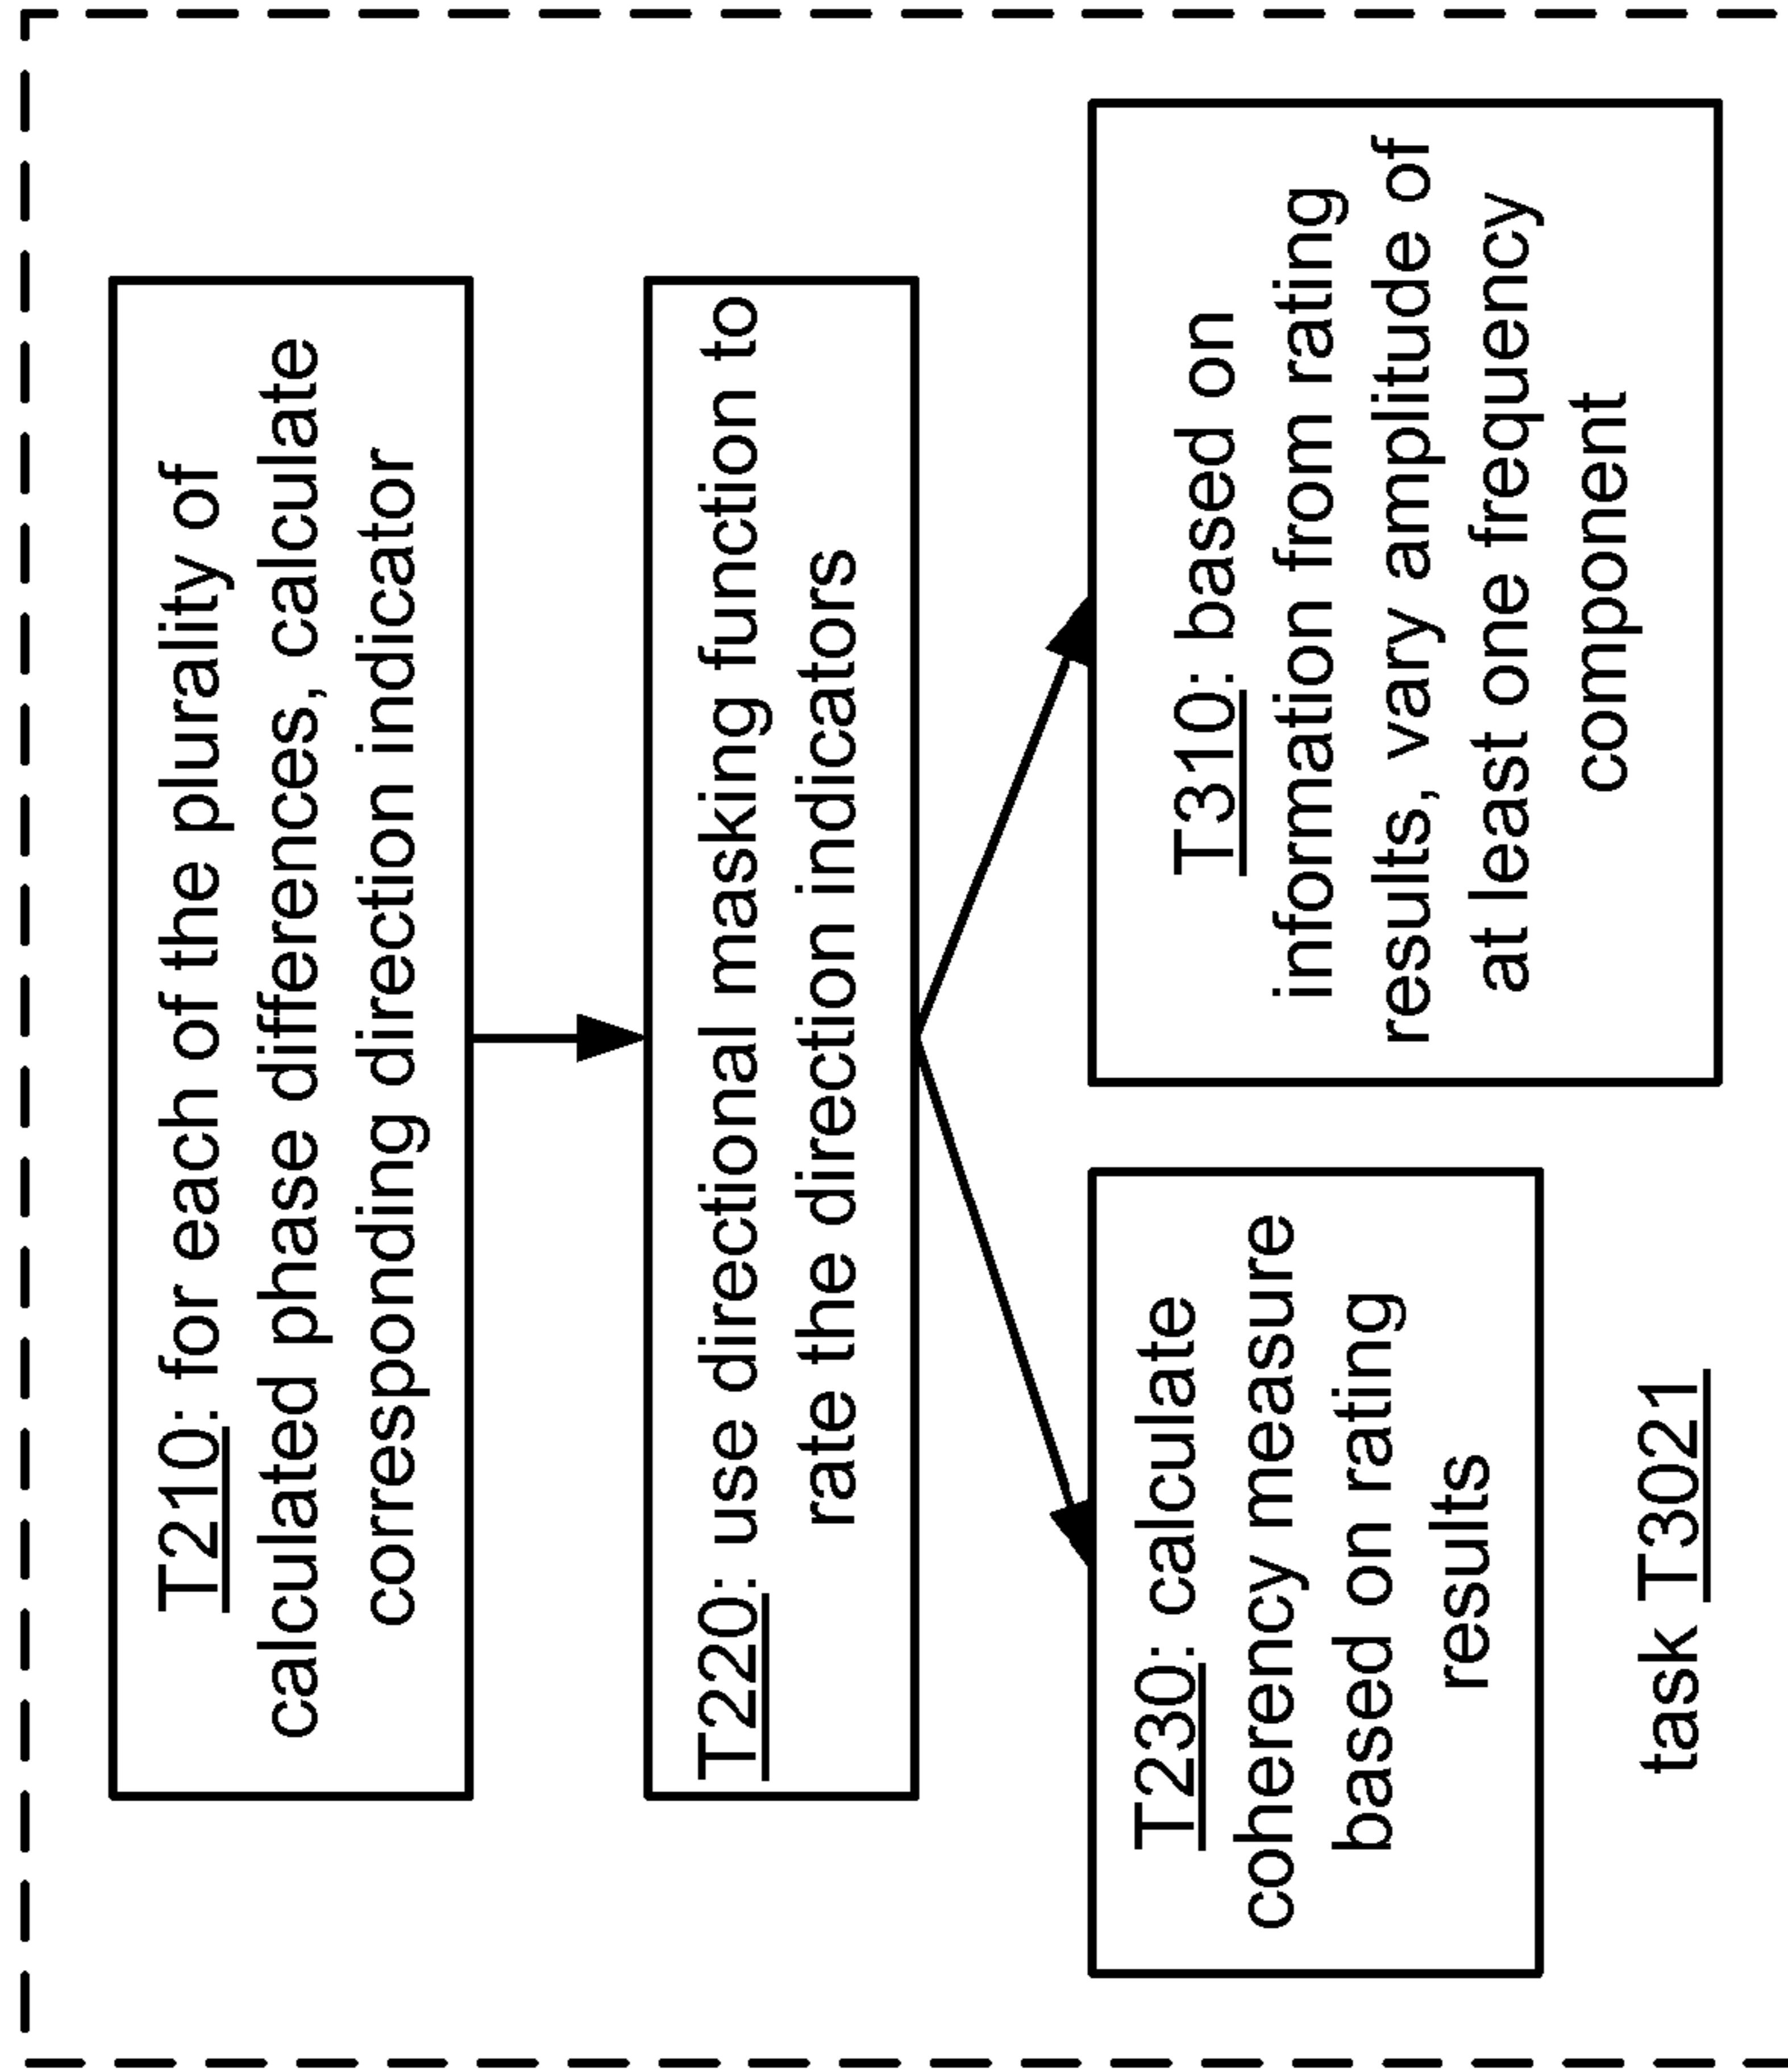 T210: for each of the plurality of
calculated phase differences, calculate
corresponding direction indicator
T220: use directional masking function to
rate the direction indicators
T230: calculate
coherency measure
based on rating
results
T310: based on
information from rating
results, vary amplitude of
at least one frequency
component
task T3021